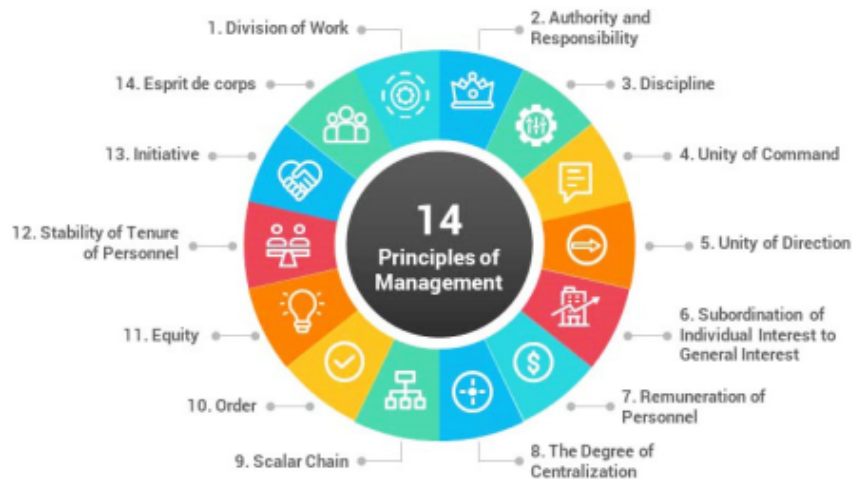 1. Division of Work
2. Authority and
Responsibility
3. Discipline
4. Unity of Command
5. Unity of Direction
6. Subordination of
Individual Interest to
General Interest
7. Remuneration of
Personnel
8. The Degree of
Centralization
9. Scalar Chain
10. Order
11. Equity
12. Stability of Tenure
of Personnel
13. Initiative
14. Esprit de corps
14
Principles of
Management
$